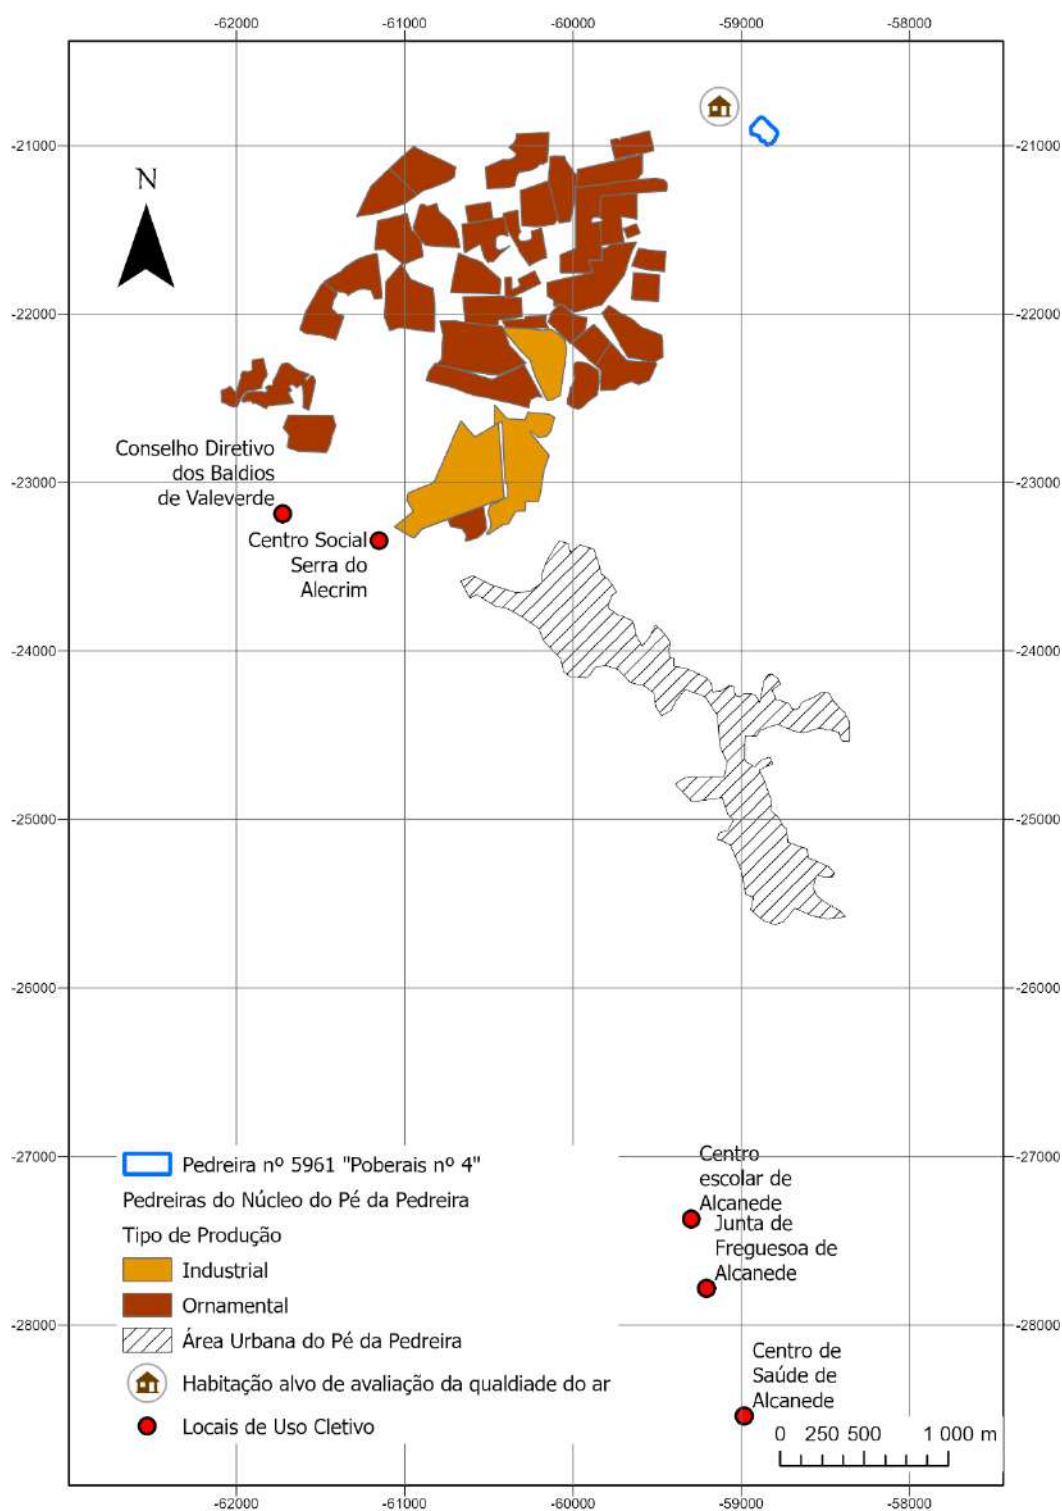 -62000
-61000
-60000
-59000
-58000
-21000
-21000
N
-22000
-22000
Conselho Diretivo
dos Baldios
de Valeverde
-23000
-23000
Centro Social
Serra do
Alecrim
-24000
-24000
-25000
-25000
-26000
-26000
-27000
-27000
Centro
escolar de
Alcanede
Junta de
Freguesoa de
Alcanede
-28000
Centro de
Saúde de
Alcanede
Pedreira nº 5961 "Poberais nº 4"
Pedreiras do Núcleo do Pé da Pedreira
Tipo de Produção
Industrial
Ornamental
-28000
Área Urbana do Pé da Pedreira
Habitação alvo de avaliação da qualdiade do ar
Locais de Uso Cletivo
0 250 500 1 000 m
-62000
-61000
-60000
-59000
-58000